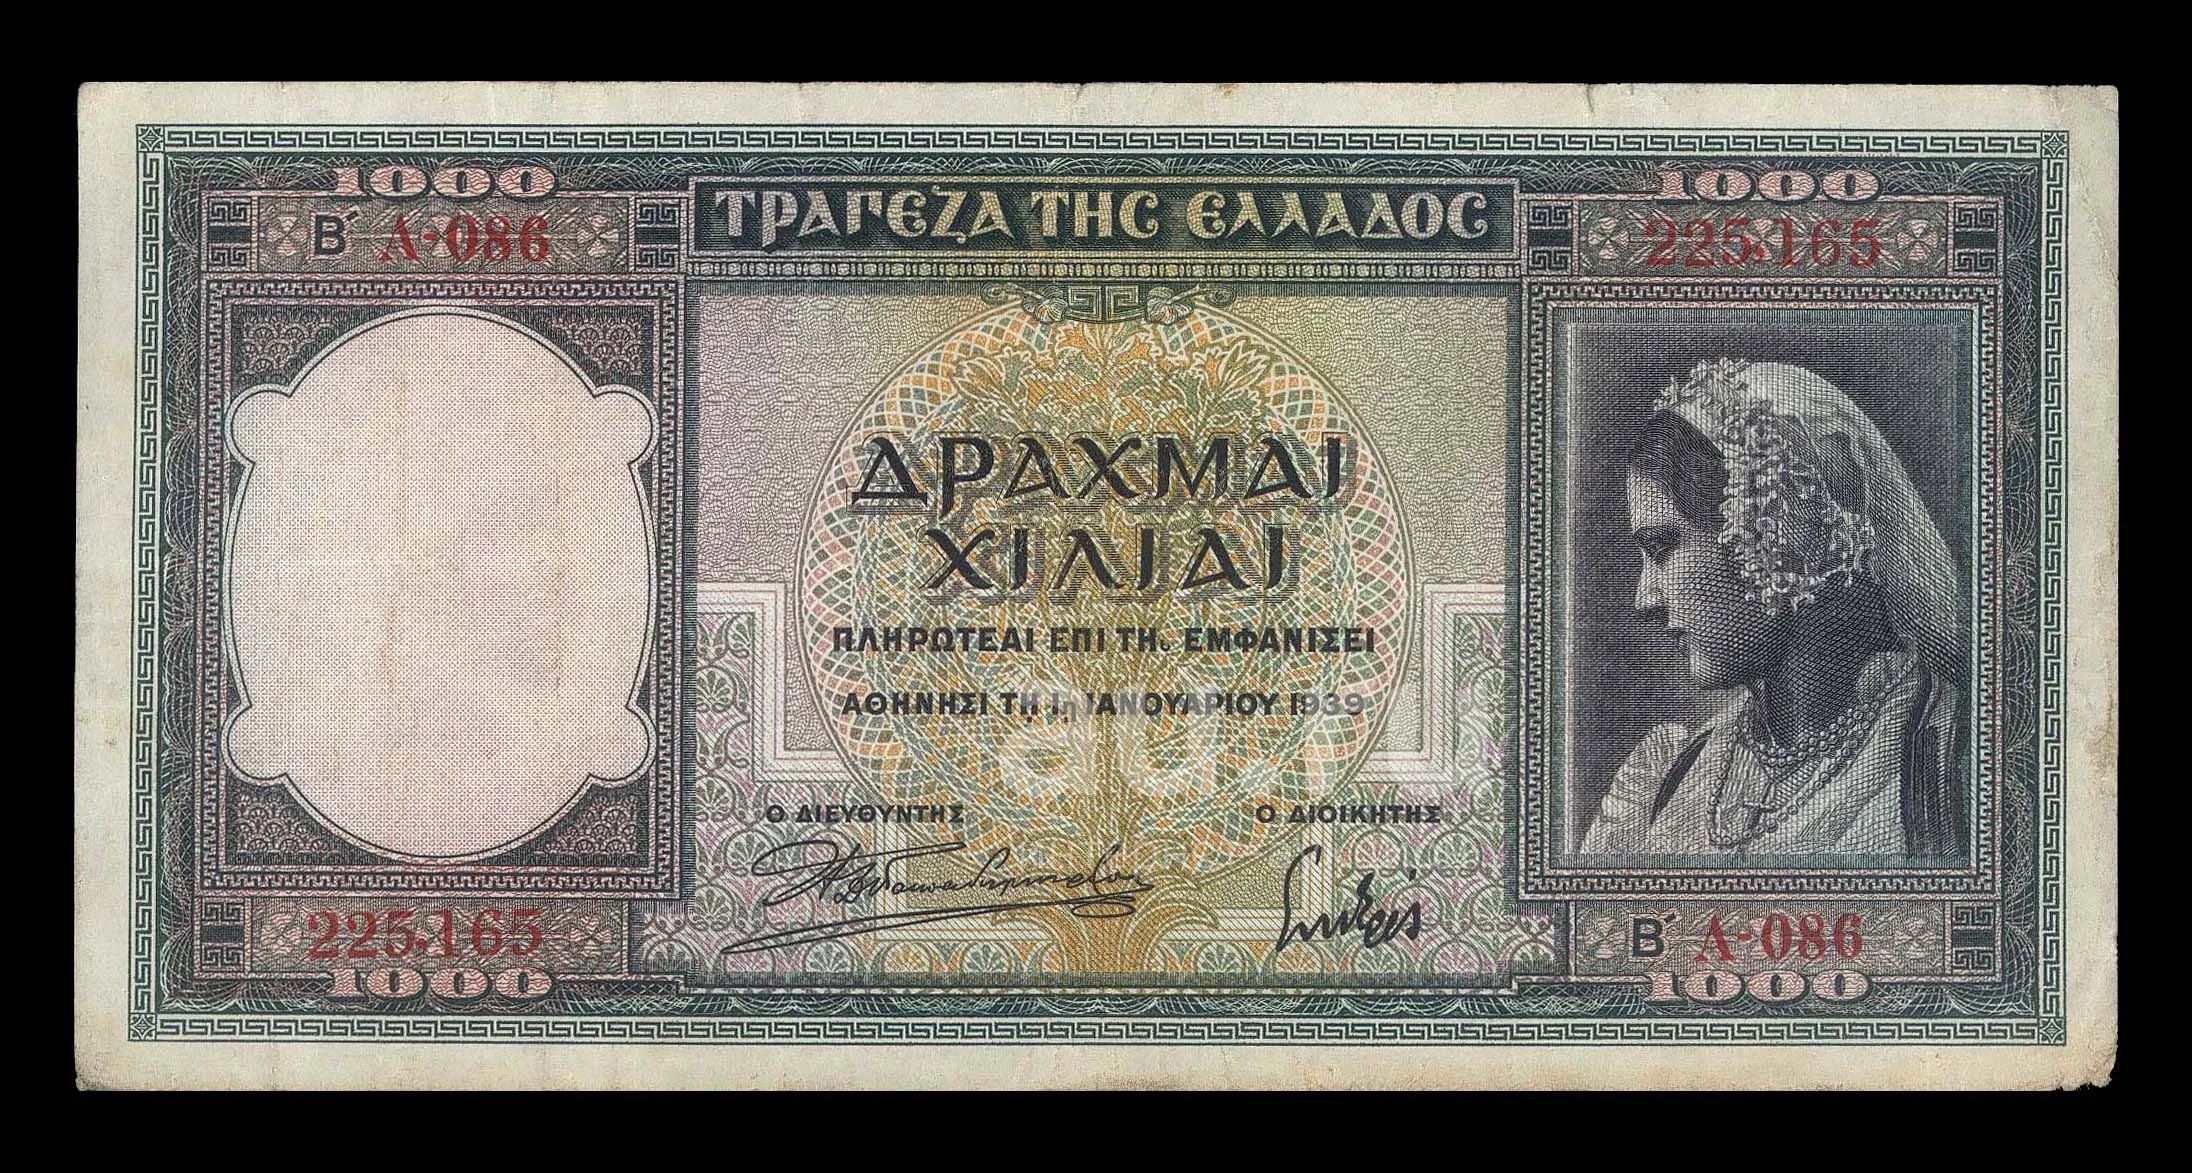 1000
ΤΡΑΠΕΖΑ ΤΗΣ ΕΛΛΑΔΟΣ
1000
Β΄ Α-086
225.165
ΔΡΑΧΜΑΙ
ΧΙΛΙΑΙ
ΠΛΗΡΩΤΕΑΙ ΕΠΙ ΤΗι ΕΜΦΑΝΙΣΕΙ
ΑΘΗΝΗΣΙ ΤΗ 1η ΙΑΝΟΥΑΡΙΟΥ 1939
Ο ΔΙΕΥΘΥΝΤΗΣ
Ο ΔΙΟΙΚΗΤΗΣ
225.165
Β΄ Α-086
1000
1000